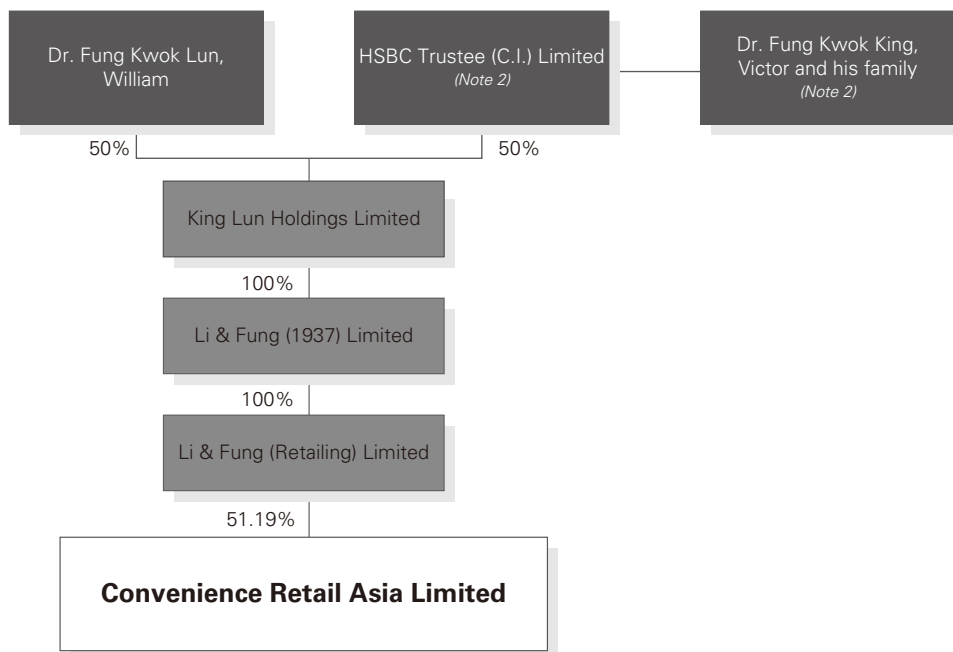 Dr. Fung Kwok Lun,
William
HSBC Trustee (C.I.) Limited
(Note 2)
Dr. Fung Kwok King,
Victor and his family
(Note 2)
50%
50%
King Lun Holdings Limited
100%
Li & Fung (1937) Limited
100%
Li & Fung (Retailing) Limited
51.19%
Convenience Retail Asia Limited